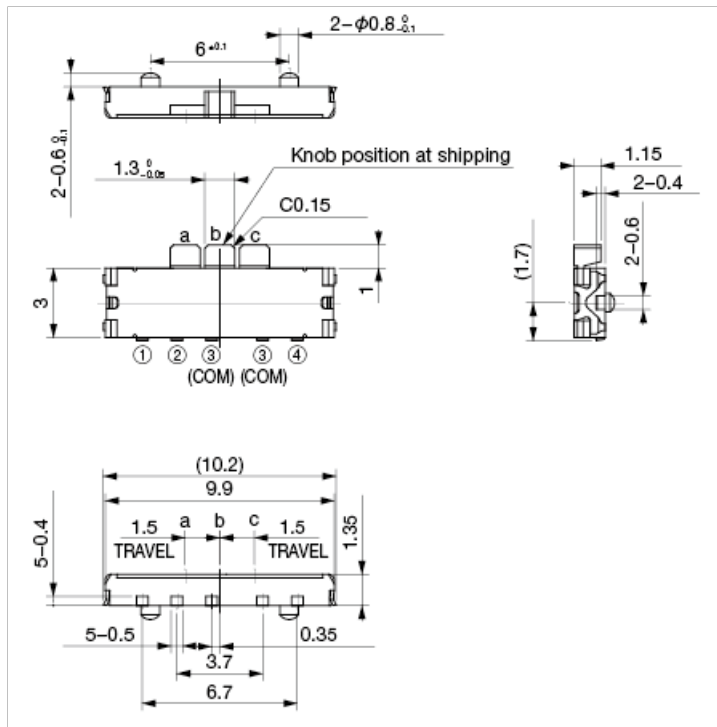 2-ϕ0.8 0 -0.1
6 ±0.1
2-0.6 0 -0.1
1.3 0 -0.05
Knob position at shipping
C0.15
a b c
1.15
2-0.4
2-0.6
(1.7)
3
1
① ② ③ ③ ④
(COM) (COM)
(10.2)
9.9
a b c
1.5 1.5
TRAVEL TRAVEL
1.35
5-0.4
5-0.5
0.35
3.7
6.7